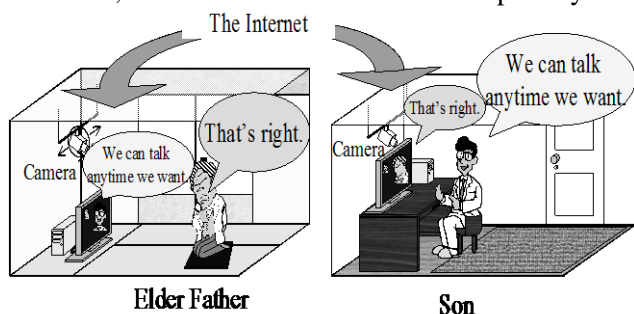 The Internet
That's right.
We can talk
anytime we want.
Camera
We can talk
anytime we want.
That's right.
Camera
Elder Father
Son